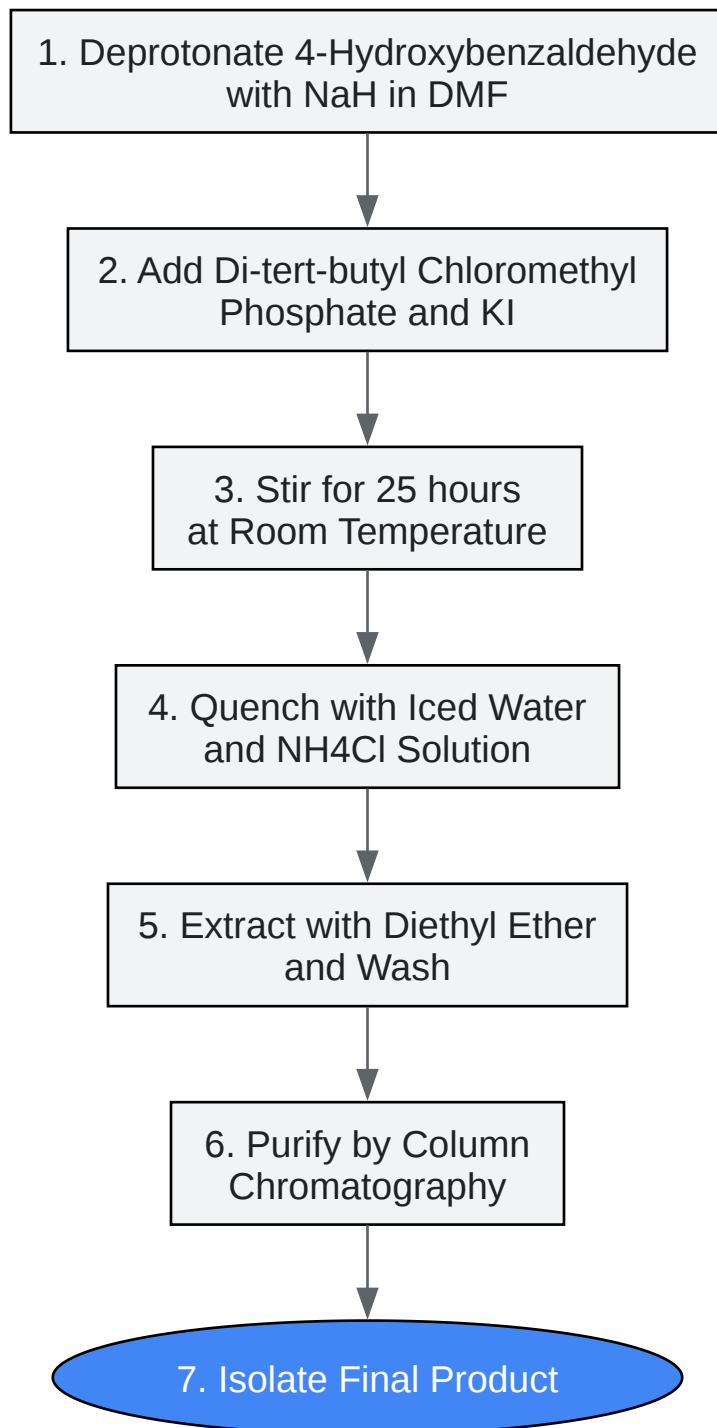 1. Deprotonate 4-Hydroxybenzaldehyde
with NaH in DMF
2. Add Di-tert-butyl Chloromethyl
Phosphate and KI
3. Stir for 25 hours
at Room Temperature
4. Quench with Iced Water
and NH4Cl Solution
5. Extract with Diethyl Ether
and Wash
6. Purify by Column
Chromatography
7. Isolate Final Product